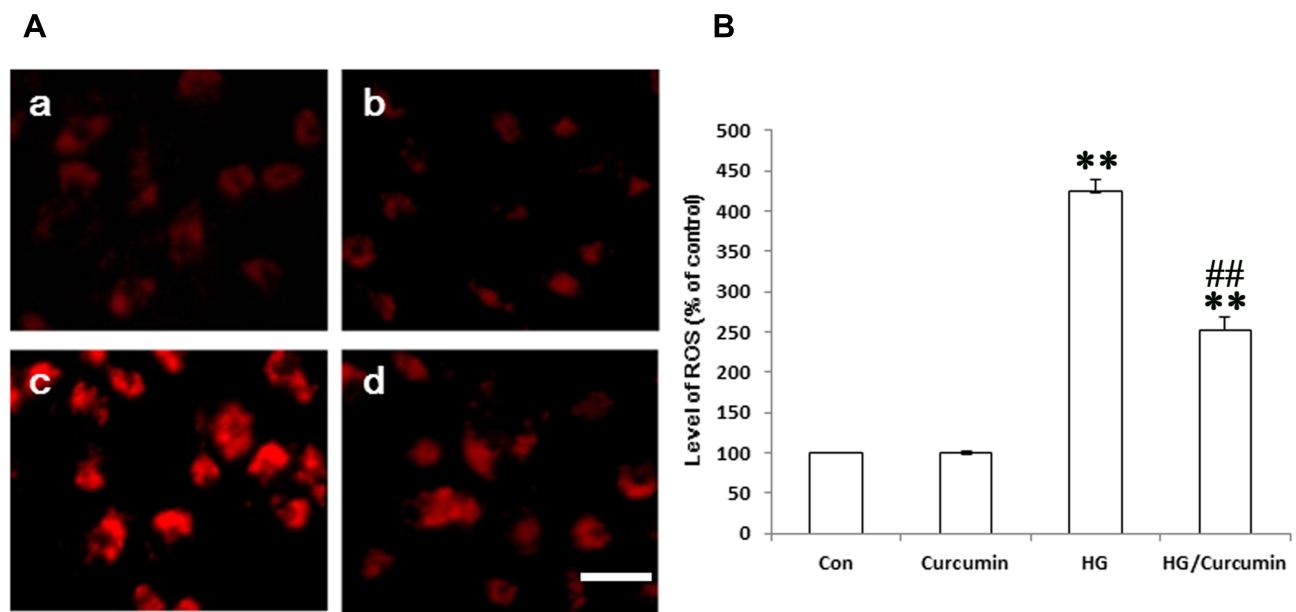 A
B
a
b
c
d
Level of ROS (% of control)
500
450
400
350
300
250
200
150
100
50
0
**
##
**
Con Curcumin HG HG/Curcumin